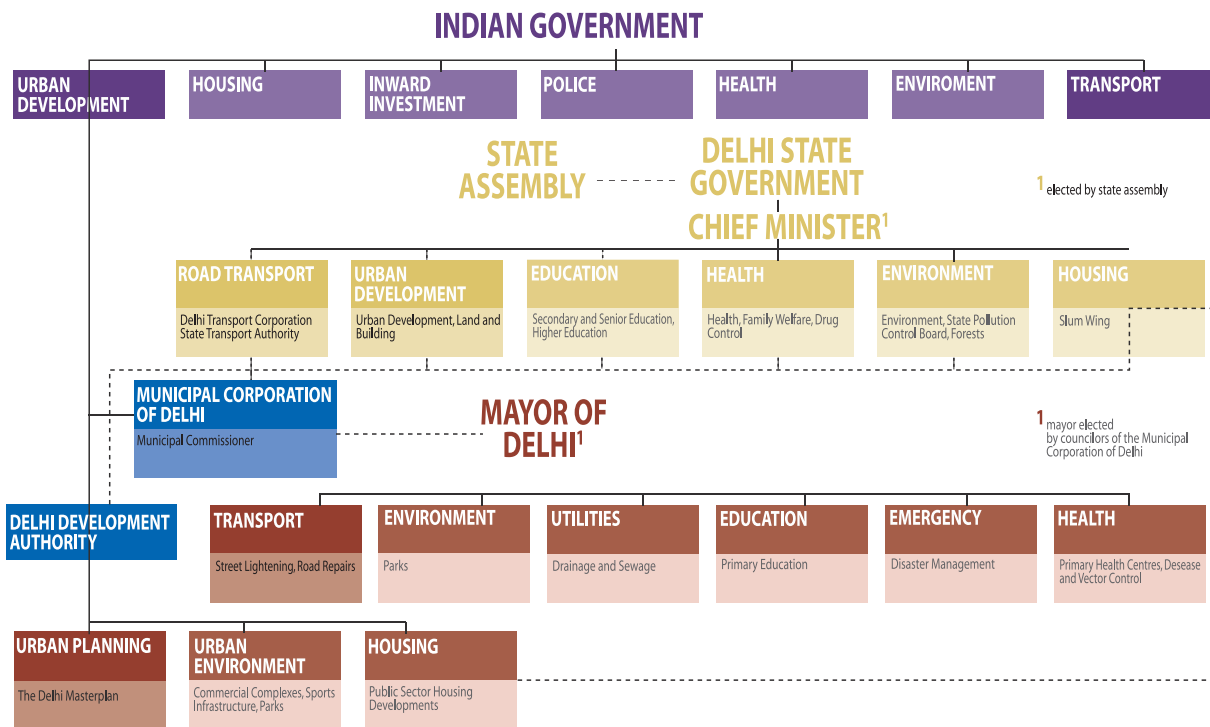 INDIAN GOVERNMENT
URBAN
DEVELOPMENT
HOUSING
INWARD
INVESTMENT
POLICE
HEALTH
ENVIROMENT
TRANSPORT
STATE
ASSEMBLY
DELHI STATE
GOVERNMENT
CHIEF MINISTER¹
¹ elected by state assembly
ROAD TRANSPORT
Delhi Transport Corporation
State Transport Authority
URBAN
DEVELOPMENT
Urban Development, Land and
Building
EDUCATION
Secondary and Senior Education,
Higher Education
HEALTH
Health, Family Welfare, Drug
Control
ENVIRONMENT
Environment, State Pollution
Control Board, Forests
HOUSING
Slum Wing
MUNICIPAL CORPORATION
OF DELHI
Municipal Commissioner
MAYOR OF
DELHI¹
¹ mayor elected
by councilors of the Municipal
Corporation of Delhi
DELHI DEVELOPMENT
AUTHORITY
TRANSPORT
Street Lightening, Road Repairs
ENVIRONMENT
Parks
UTILITIES
Drainage and Sewage
EDUCATION
Primary Education
EMERGENCY
Disaster Management
HEALTH
Primary Health Centres, Desease
and Vector Control
URBAN PLANNING
The Delhi Masterplan
URBAN
ENVIRONMENT
Commercial Complexes, Sports
Infrastructure, Parks
HOUSING
Public Sector Housing
Developments